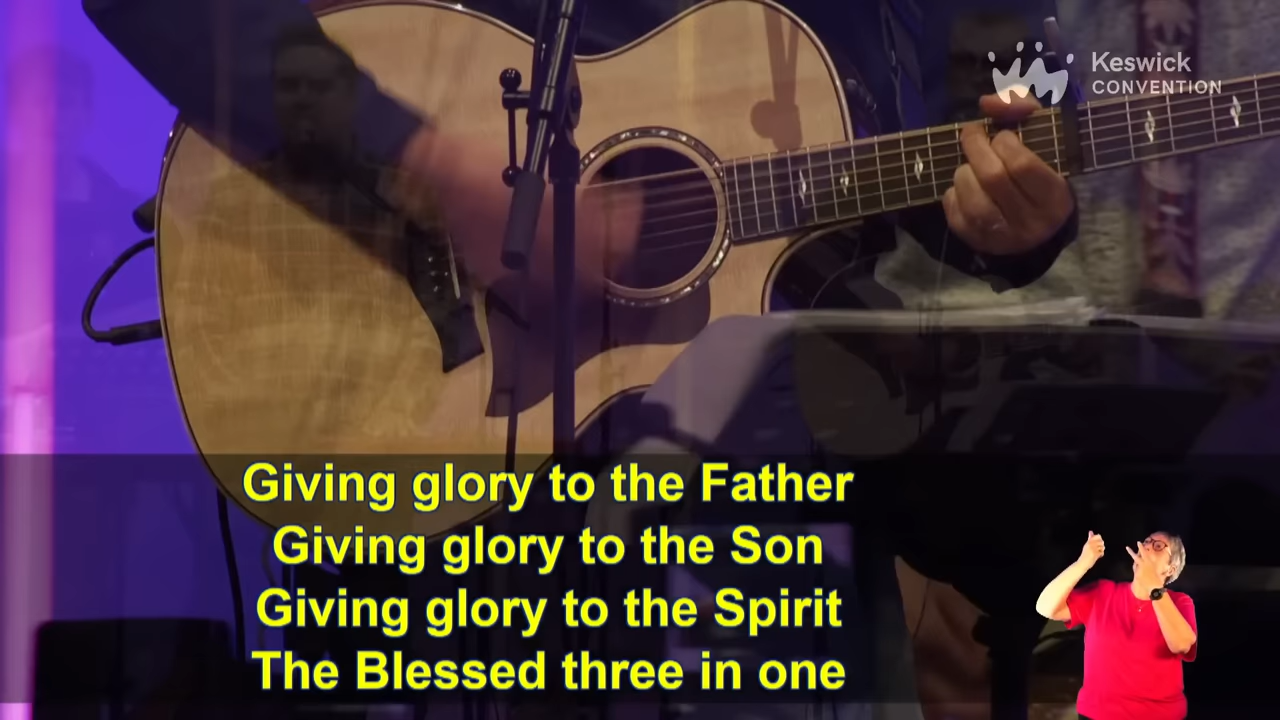 Keswick
CONVENTION
Giving glory to the Father
Giving glory to the Son
Giving glory to the Spirit
The Blessed three in one